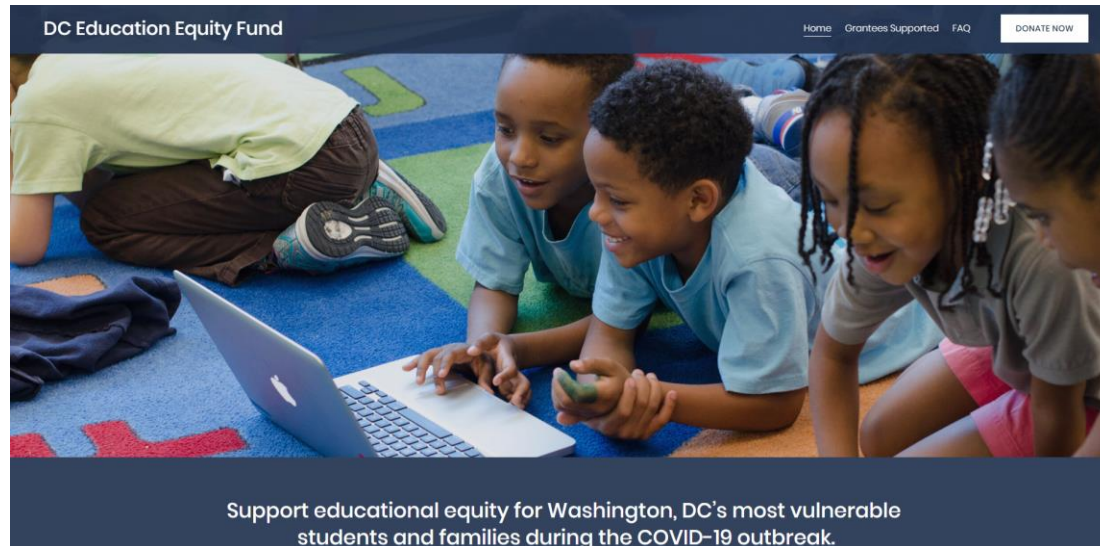 DC Education Equity Fund
Home Grantees Supported FAQ DONATE NOW
Support educational equity for Washington, DC's most vulnerable
students and families during the COVID-19 outbreak.